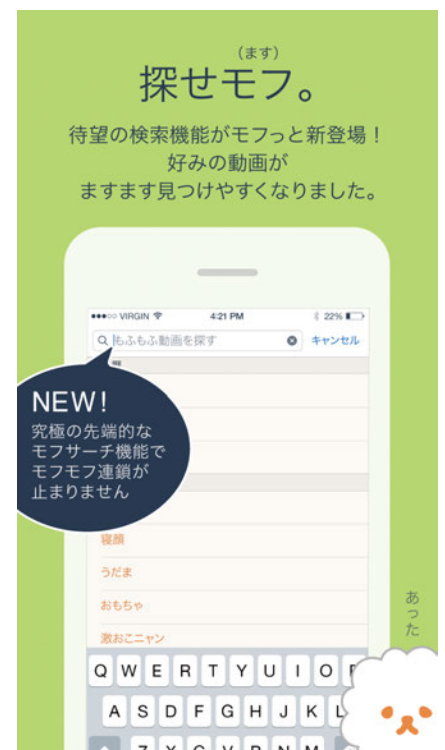 (ます)
探せモフ。
待望の検索機能がモフっと新登場！
好みの動画が
ますます見つけやすくなりました。
VIRGIN 4:21 PM 22%
もふもふ動画を探す キャンセル
NEW!
究極の先端的な
モフサーチ機能で
モフモフ連鎖が
止まりません
寝顔
うだま
おもちゃ
激おこニャン
あった
Q W E R T Y U I O P
A S D F G H J K L
Z X C V B N M